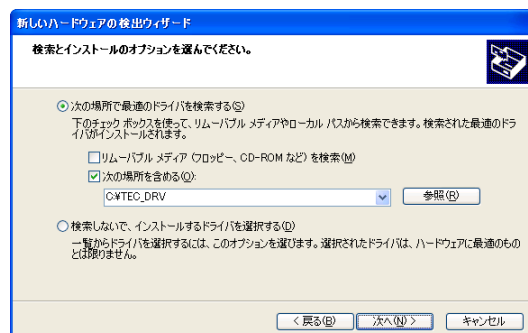 新しいハードウェアの検出ウィザード
検索とインストールのオプションを選んでください。
次の場所で最適のドライバを検索する(S)
下のチェック ボックスを使って、リムーバブル メディアやローカル パスから検索できます。検索された最適のドラ
イバがインストールされます。
リムーバブル メディア (フロッピー、CD-ROM など) を検索(M)
次の場所を含める(O):
C:¥TEC_DRV
参照(R)
検索しないで、インストールするドライバを選択する(D)
一覧からドライバを選択するには、このオプションを選びます。選択されたドライバは、ハードウェアに最適のもの
とは限りません。
< 戻る(B)
次へ(N) >
キャンセル